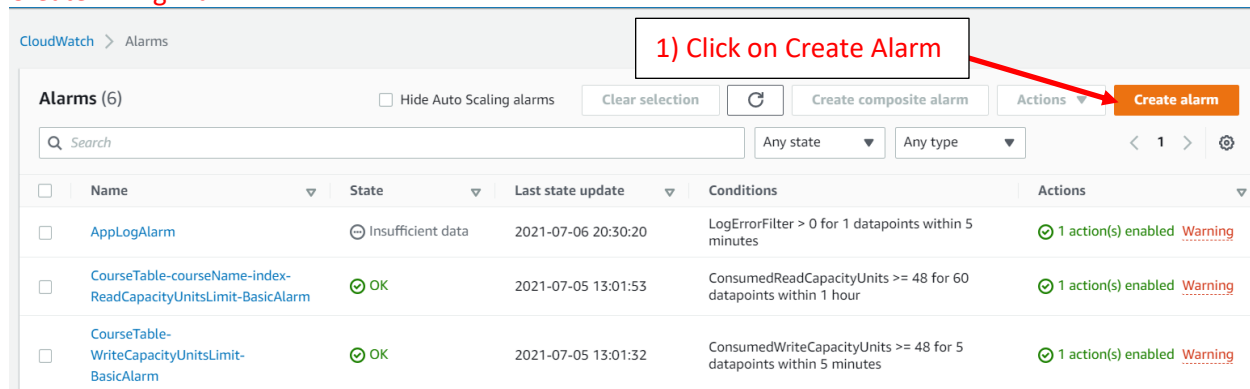 CloudWatch > Alarms
1) Click on Create Alarm
Alarms (6)
Hide Auto Scaling alarms
Clear selection
Create composite alarm
Actions
Create alarm
Search
Any state
Any type
1
Name
State
Last state update
Conditions
Actions
AppLogAlarm
Insufficient data
2021-07-06 20:30:20
LogErrorFilter > 0 for 1 datapoints within 5
minutes
1 action(s) enabled Warning
CourseTable-courseName-index-
ReadCapacityUnitsLimit-BasicAlarm
OK
2021-07-05 13:01:53
ConsumedReadCapacityUnits >= 48 for 60
datapoints within 1 hour
1 action(s) enabled Warning
CourseTable-
WriteCapacityUnitsLimit-
BasicAlarm
OK
2021-07-05 13:01:32
ConsumedWriteCapacityUnits >= 48 for 5
datapoints within 5 minutes
1 action(s) enabled Warning